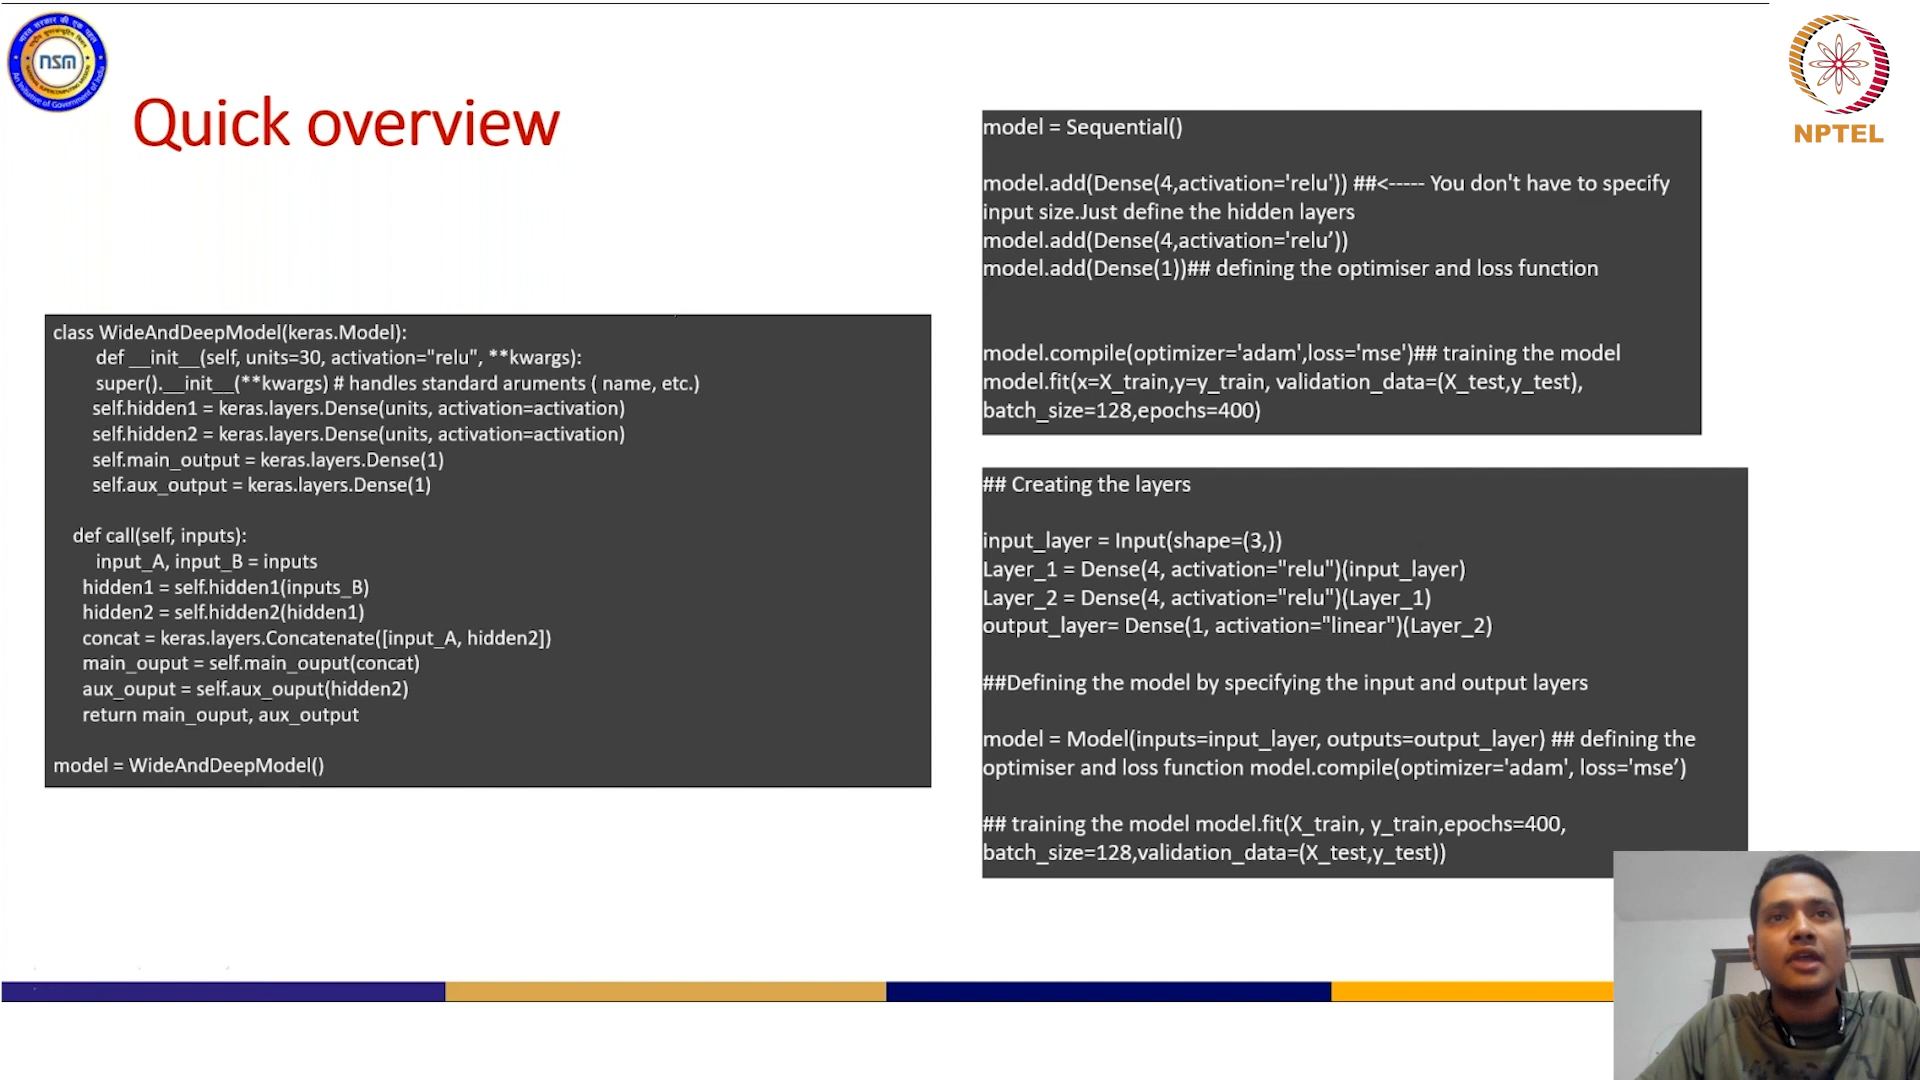 nsm
An Initiative of Government of India
NPTEL
Quick overview
class WideAndDeepModel(keras.Model):
def __init__(self, units=30, activation="relu", **kwargs):
super().__init__(**kwargs) # handles standard aruments ( name, etc.)
self.hidden1 = keras.layers.Dense(units, activation=activation)
self.hidden2 = keras.layers.Dense(units, activation=activation)
self.main_output = keras.layers.Dense(1)
self.aux_output = keras.layers.Dense(1)
def call(self, inputs):
input_A, input_B = inputs
hidden1 = self.hidden1(inputs_B)
hidden2 = self.hidden2(hidden1)
concat = keras.layers.Concatenate([input_A, hidden2])
main_ouput = self.main_ouput(concat)
aux_ouput = self.aux_ouput(hidden2)
return main_ouput, aux_output
model = WideAndDeepModel()
model = Sequential()
model.add(Dense(4,activation='relu')) ##<----- You don't have to specify
input size.Just define the hidden layers
model.add(Dense(4,activation='relu’))
model.add(Dense(1))## defining the optimiser and loss function
model.compile(optimizer='adam',loss='mse')## training the model
model.fit(x=X_train,y=y_train, validation_data=(X_test,y_test),
batch_size=128,epochs=400)
## Creating the layers
input_layer = Input(shape=(3,))
Layer_1 = Dense(4, activation="relu")(input_layer)
Layer_2 = Dense(4, activation="relu")(Layer_1)
output_layer= Dense(1, activation="linear")(Layer_2)
##Defining the model by specifying the input and output layers
model = Model(inputs=input_layer, outputs=output_layer) ## defining the
optimiser and loss function model.compile(optimizer='adam', loss='mse’)
## training the model model.fit(X_train, y_train,epochs=400,
batch_size=128,validation_data=(X_test,y_test))